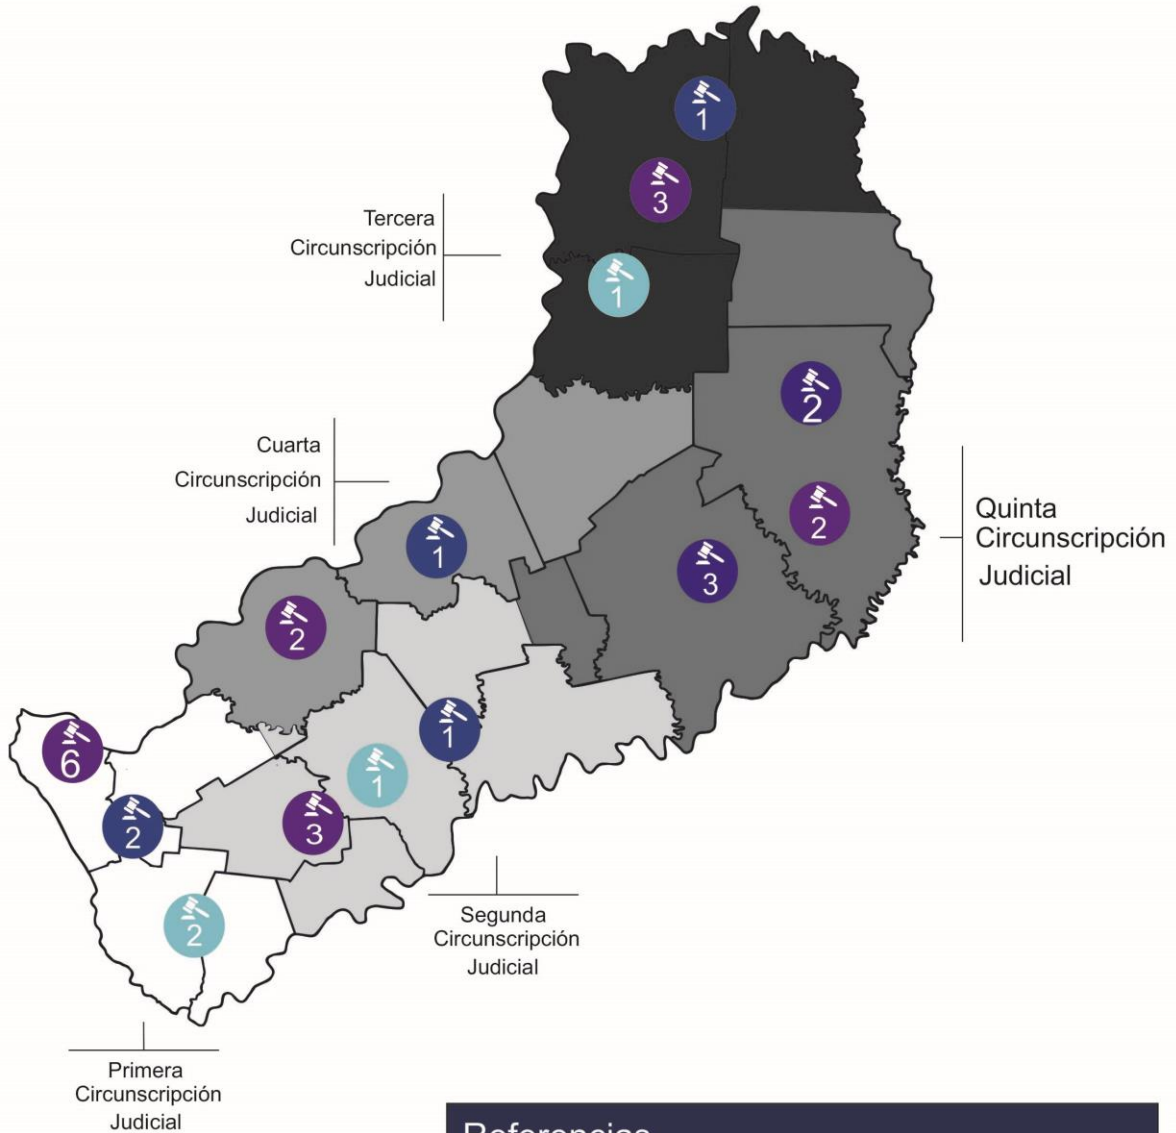 1
3
Tercera
Circunscripción
Judicial
1
2
Cuarta
Circunscripción
Judicial
2
Quinta
Circunscripción
Judicial
1
3
2
6
1
1
2
3
2
Segunda
Circunscripción
Judicial
Primera
Circunscripción
Judicial
Referencias